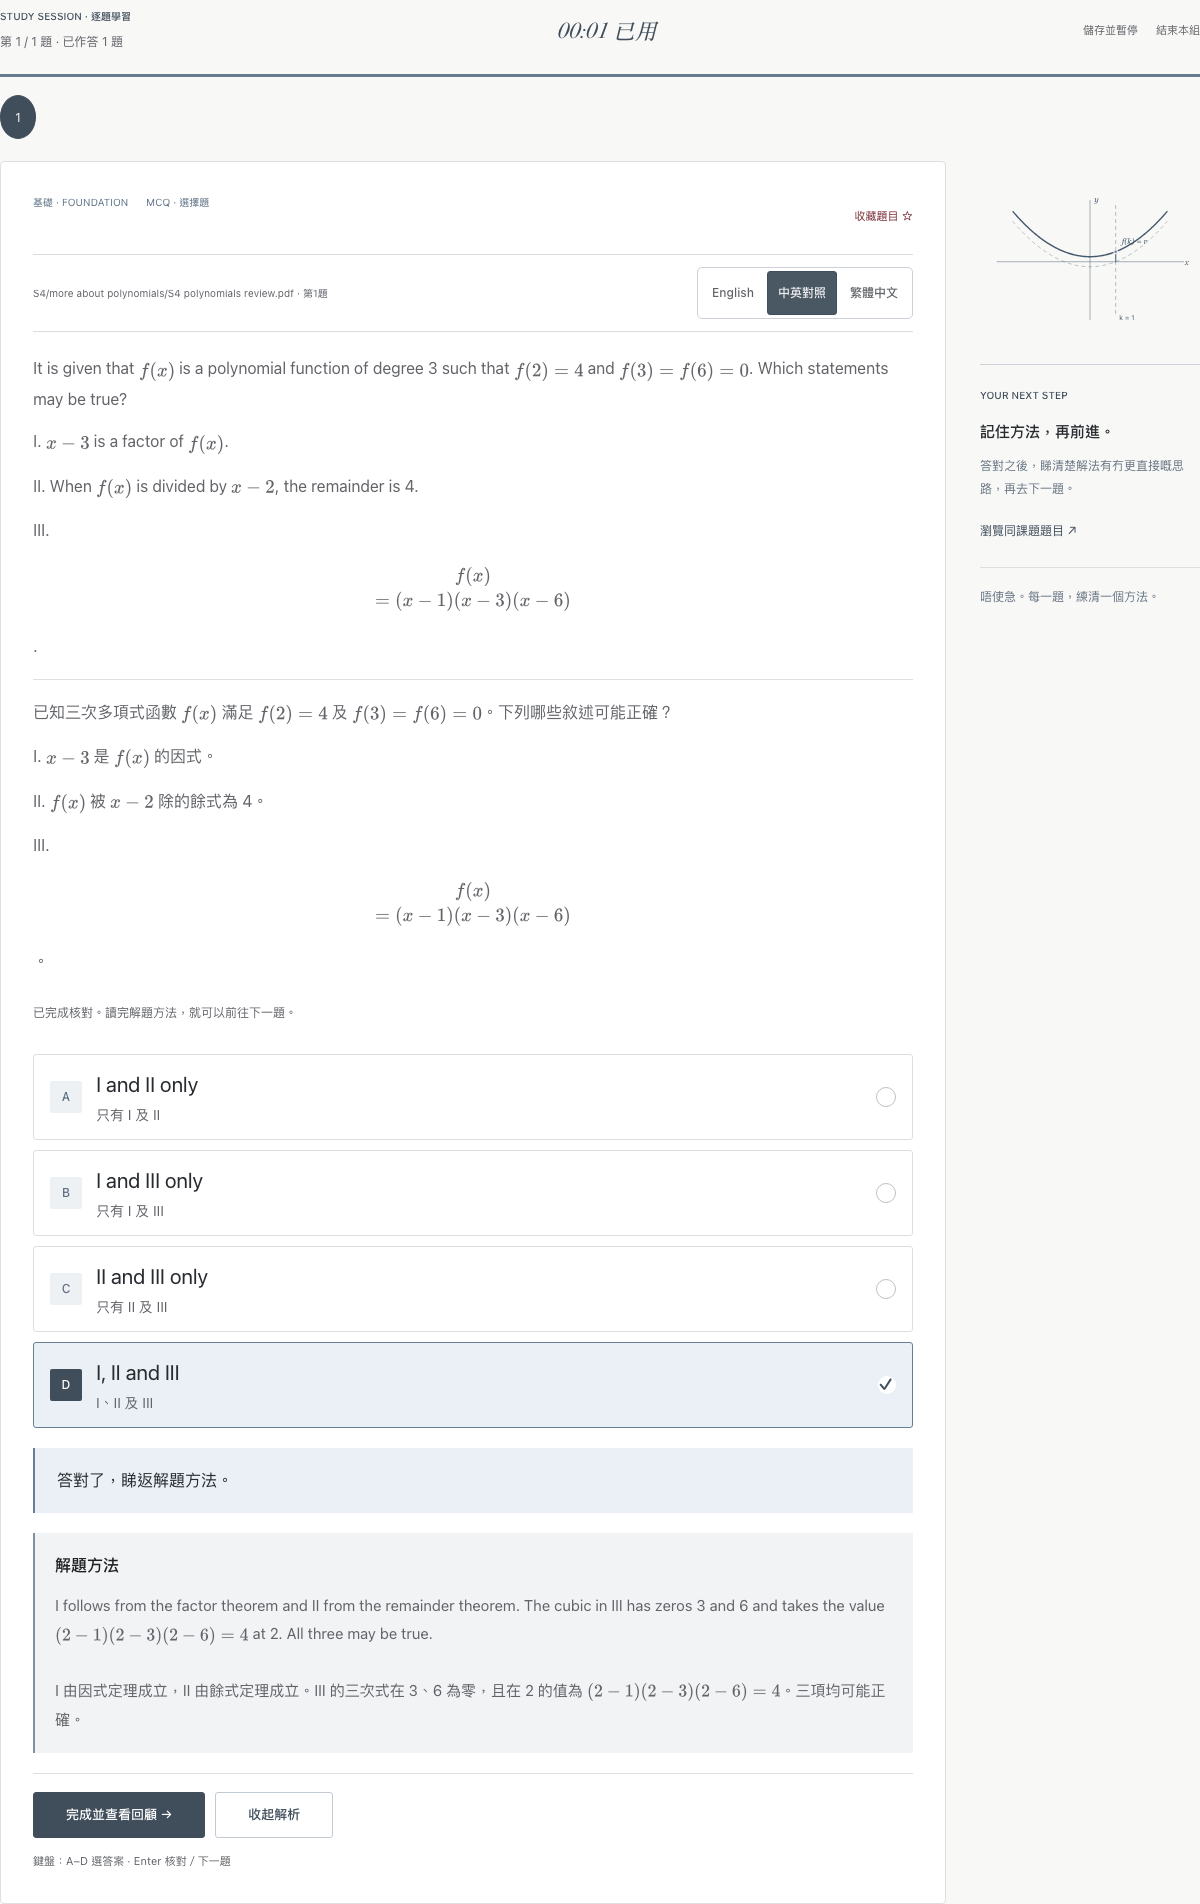 STUDY SESSION · 逐題學習
第 1 / 1 題 · 已作答 1 題
00:01 已用
儲存並暫停
結束本組
1
基礎 · FOUNDATION
MCQ · 選擇題
收藏題目 ☆
S4/more about polynomials/S4 polynomials review.pdf · 第1題
English
中英對照
繁體中文
It is given that f(x) is a polynomial function of degree 3 such that f(2) = 4 and f(3) = f(6) = 0. Which statements
may be true?
I. x − 3 is a factor of f(x).
II. When f(x) is divided by x − 2, the remainder is 4.
III.
f(x)
= (x − 1)(x − 3)(x − 6)
.
已知三次多項式函數 f(x) 滿足 f(2) = 4 及 f(3) = f(6) = 0。下列哪些敘述可能正確？
I. x − 3 是 f(x) 的因式。
II. f(x) 被 x − 2 除的餘式為 4。
III.
f(x)
= (x − 1)(x − 3)(x − 6)
。
已完成核對。讀完解題方法，就可以前往下一題。
A
I and II only
只有 I 及 II
B
I and III only
只有 I 及 III
C
II and III only
只有 II 及 III
D
I, II and III
I、II 及 III
答對了，睇返解題方法。
解題方法
I follows from the factor theorem and II from the remainder theorem. The cubic in III has zeros 3 and 6 and takes the value
(2 − 1)(2 − 3)(2 − 6) = 4 at 2. All three may be true.
I 由因式定理成立，II 由餘式定理成立。III 的三次式在 3、6 為零，且在 2 的值為 (2 − 1)(2 − 3)(2 − 6) = 4。三項均可能正
確。
完成並查看回顧 →
收起解析
鍵盤：A–D 選答案 · Enter 核對 / 下一題
y
f(k) = r
x
k = 1
YOUR NEXT STEP
記住方法，再前進。
答對之後，睇清楚解法有冇更直接嘅思
路，再去下一題。
瀏覽同課題題目 ↗
唔使急。每一題，練清一個方法。